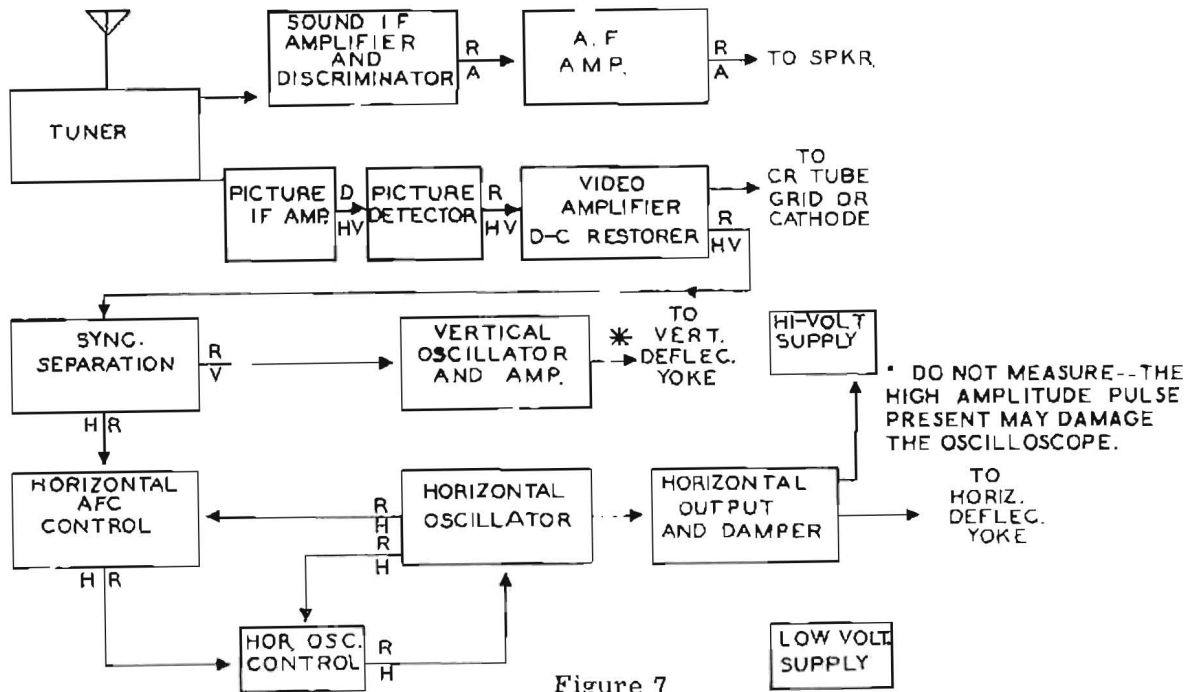 SOUND I F
AMPLIFIER
AND
DISCRIMINATOR
R
A
A.F
AMP.
R
A
TO SPKR.
TUNER
PICTURE
IF AMP.
D
HV
PICTURE
DETECTOR
R
HV
VIDEO
AMPLIFIER
D-C RESTORER
R
HV
TO
CR TUBE
GRID OR
CATHODE
SYNC.
SEPARATION
R
V
VERTICAL
OSCILLATOR
AND AMP.
*
TO
VERT.
DEFLEC.
YOKE
HI-VOLT
SUPPLY
* DO NOT MEASURE--THE
HIGH AMPLITUDE PULSE
PRESENT MAY DAMAGE
THE OSCILLOSCOPE.
H R
HORIZONTAL
AFC
CONTROL
R
H
R
H
HORIZONTAL
OSCILLATOR
HORIZONTAL
OUTPUT
AND DAMPER
TO
HORIZ.
DEFLEC.
YOKE
H R
HOR. OSC.
CONTROL
R
H
LOW VOLT.
SUPPLY
Figure 7